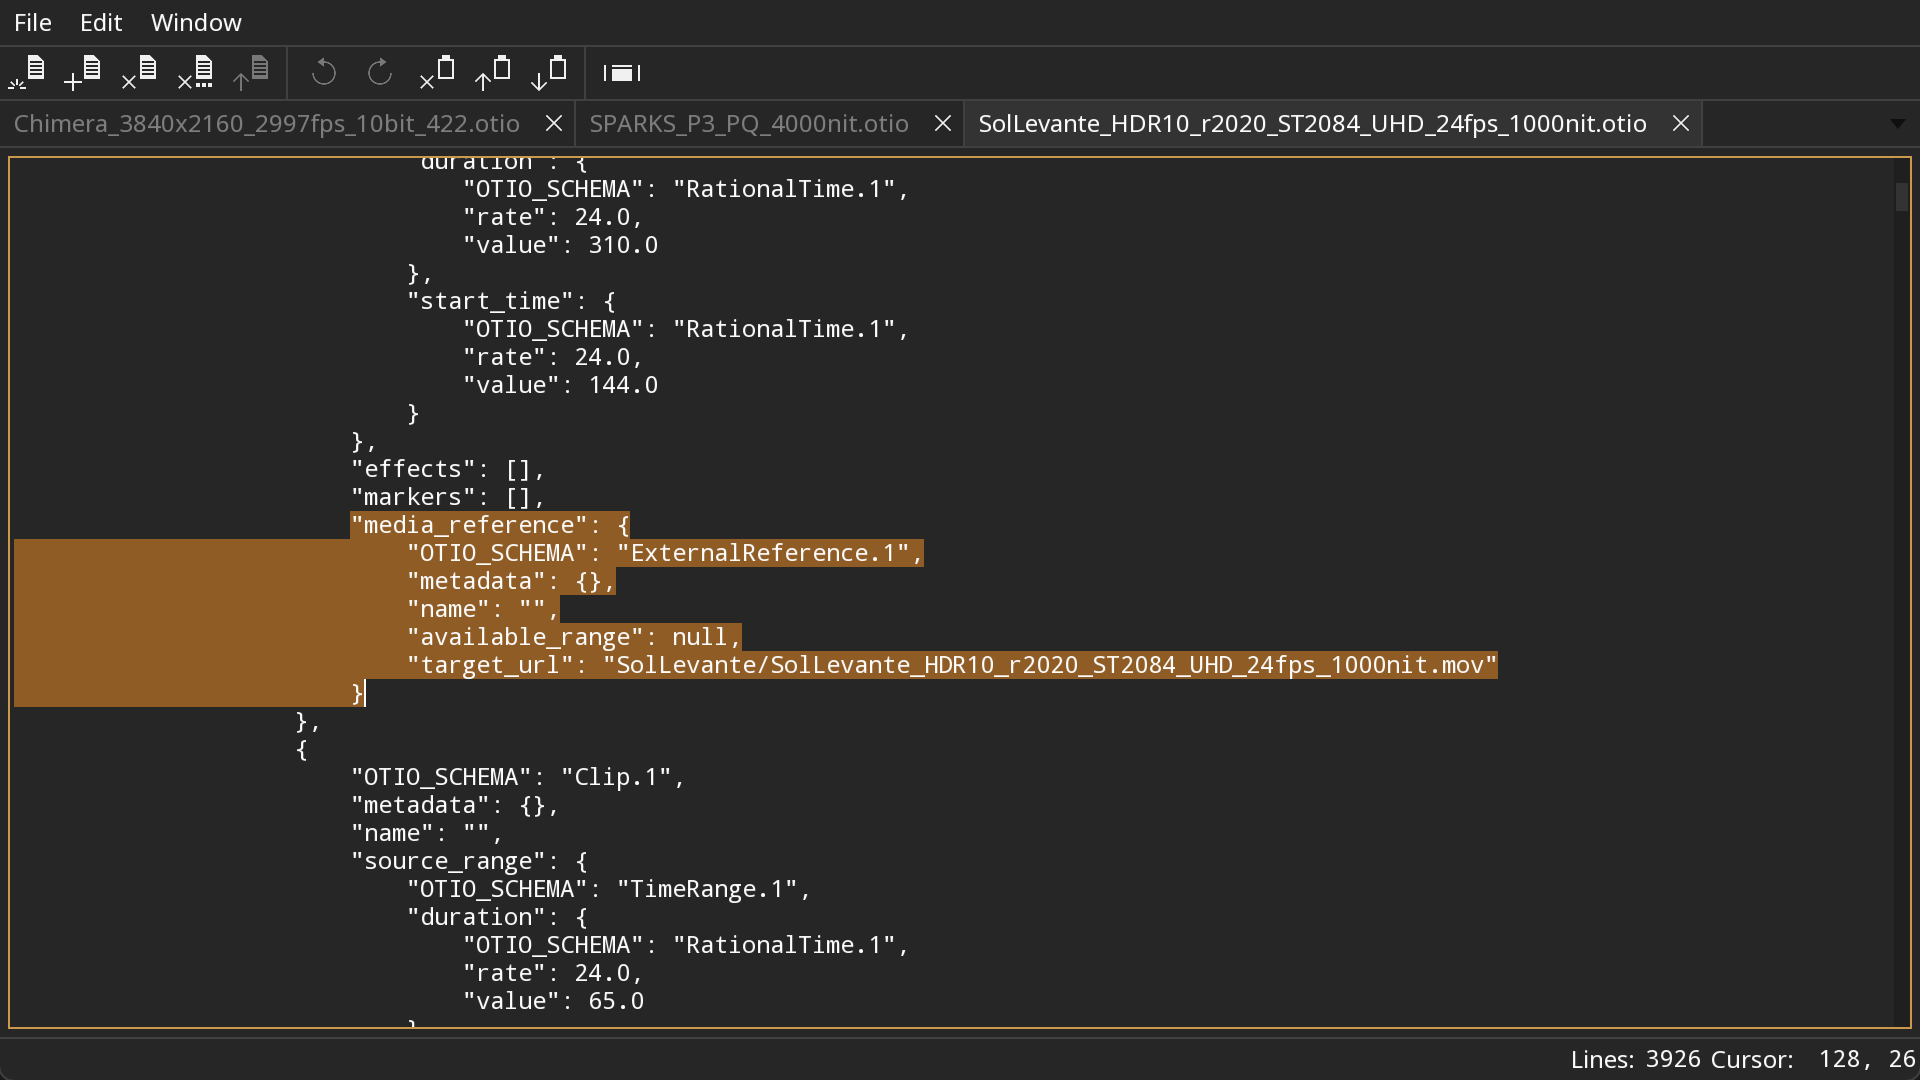 File Edit Window
Chimera_3840x2160_2997fps_10bit_422.otio SPARKS_P3_PQ_4000nit.otio SolLevante_HDR10_r2020_ST2084_UHD_24fps_1000nit.otio
"duration": {
"OTIO_SCHEMA": "RationalTime.1",
"rate": 24.0,
"value": 310.0
},
"start_time": {
"OTIO_SCHEMA": "RationalTime.1",
"rate": 24.0,
"value": 144.0
}
},
"effects": [],
"markers": [],
"media_reference": {
"OTIO_SCHEMA": "ExternalReference.1",
"metadata": {},
"name": "",
"available_range": null,
"target_url": "SolLevante/SolLevante_HDR10_r2020_ST2084_UHD_24fps_1000nit.mov"
}
},
{
"OTIO_SCHEMA": "Clip.1",
"metadata": {},
"name": "",
"source_range": {
"OTIO_SCHEMA": "TimeRange.1",
"duration": {
"OTIO_SCHEMA": "RationalTime.1",
"rate": 24.0,
"value": 65.0
}
Lines: 3926 Cursor: 128, 26